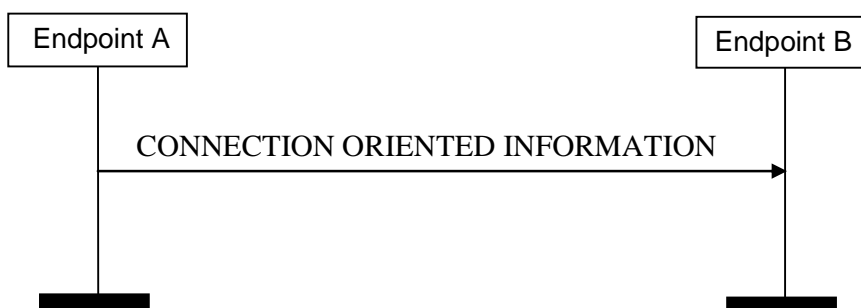 Endpoint A
Endpoint B
CONNECTION ORIENTED INFORMATION